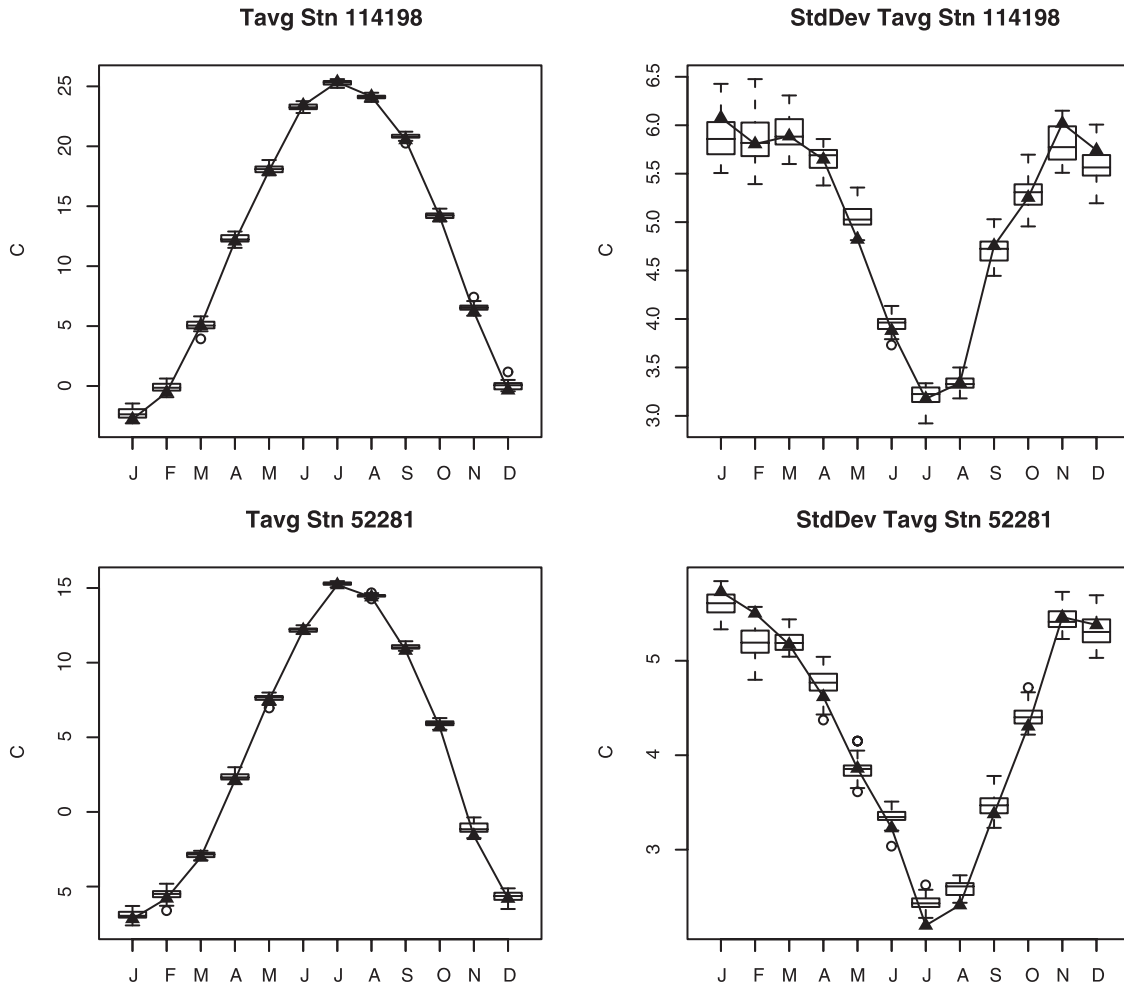 Tavg Stn 114198
C
25
20
15
10
5
0
J F M A M J J A S O N D
StdDev Tavg Stn 114198
C
6.5
6.0
5.5
5.0
4.5
4.0
3.5
3.0
J F M A M J J A S O N D
Tavg Stn 52281
C
15
10
5
0
5
J F M A M J J A S O N D
StdDev Tavg Stn 52281
C
5
4
3
J F M A M J J A S O N D